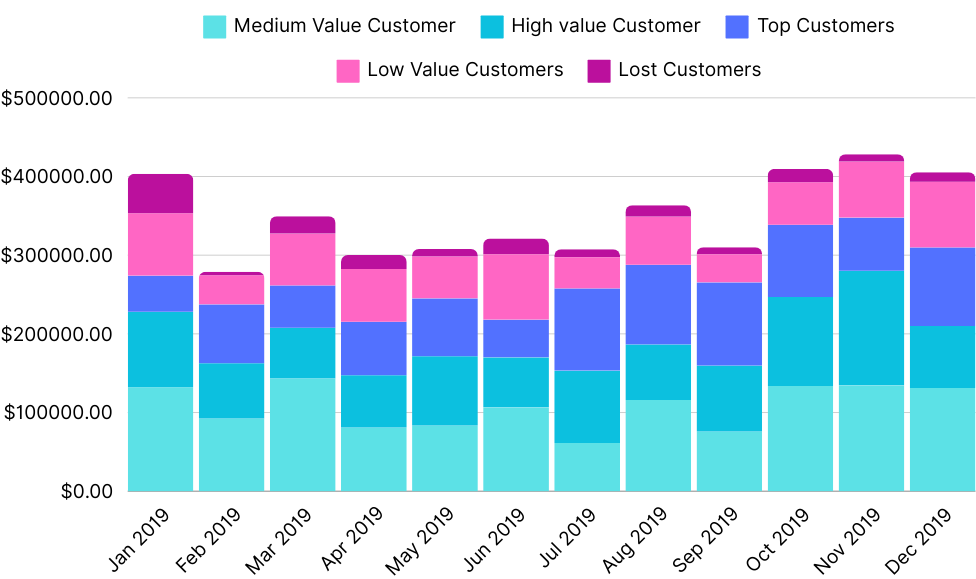 Medium Value Customer High value Customer Top Customers
Low Value Customers Lost Customers
$500000.00
$400000.00
$300000.00
$200000.00
$100000.00
$0.00
Jan 2019 Feb 2019 Mar 2019 Apr 2019 May 2019 Jun 2019 Jul 2019 Aug 2019 Sep 2019 Oct 2019 Nov 2019 Dec 2019